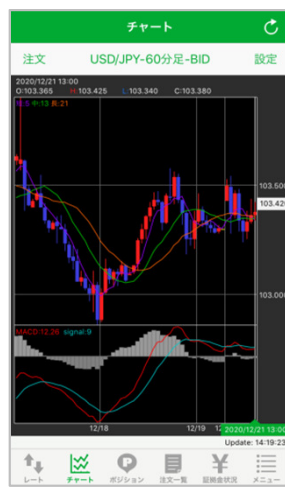 チャート
注文 USD/JPY-60分足-BID 設定
2020/12/21 13:00
O:103.365 H:103.425 L:103.340 C:103.380
短:5 中:13 長:21
103.500
103.420
103.000
MACD:12,26 signal:9
12/18 12/19 2020/12/21 13:00
Update: 14:19:23
レート チャート ポジション 注文一覧 証拠金状況 メニュー